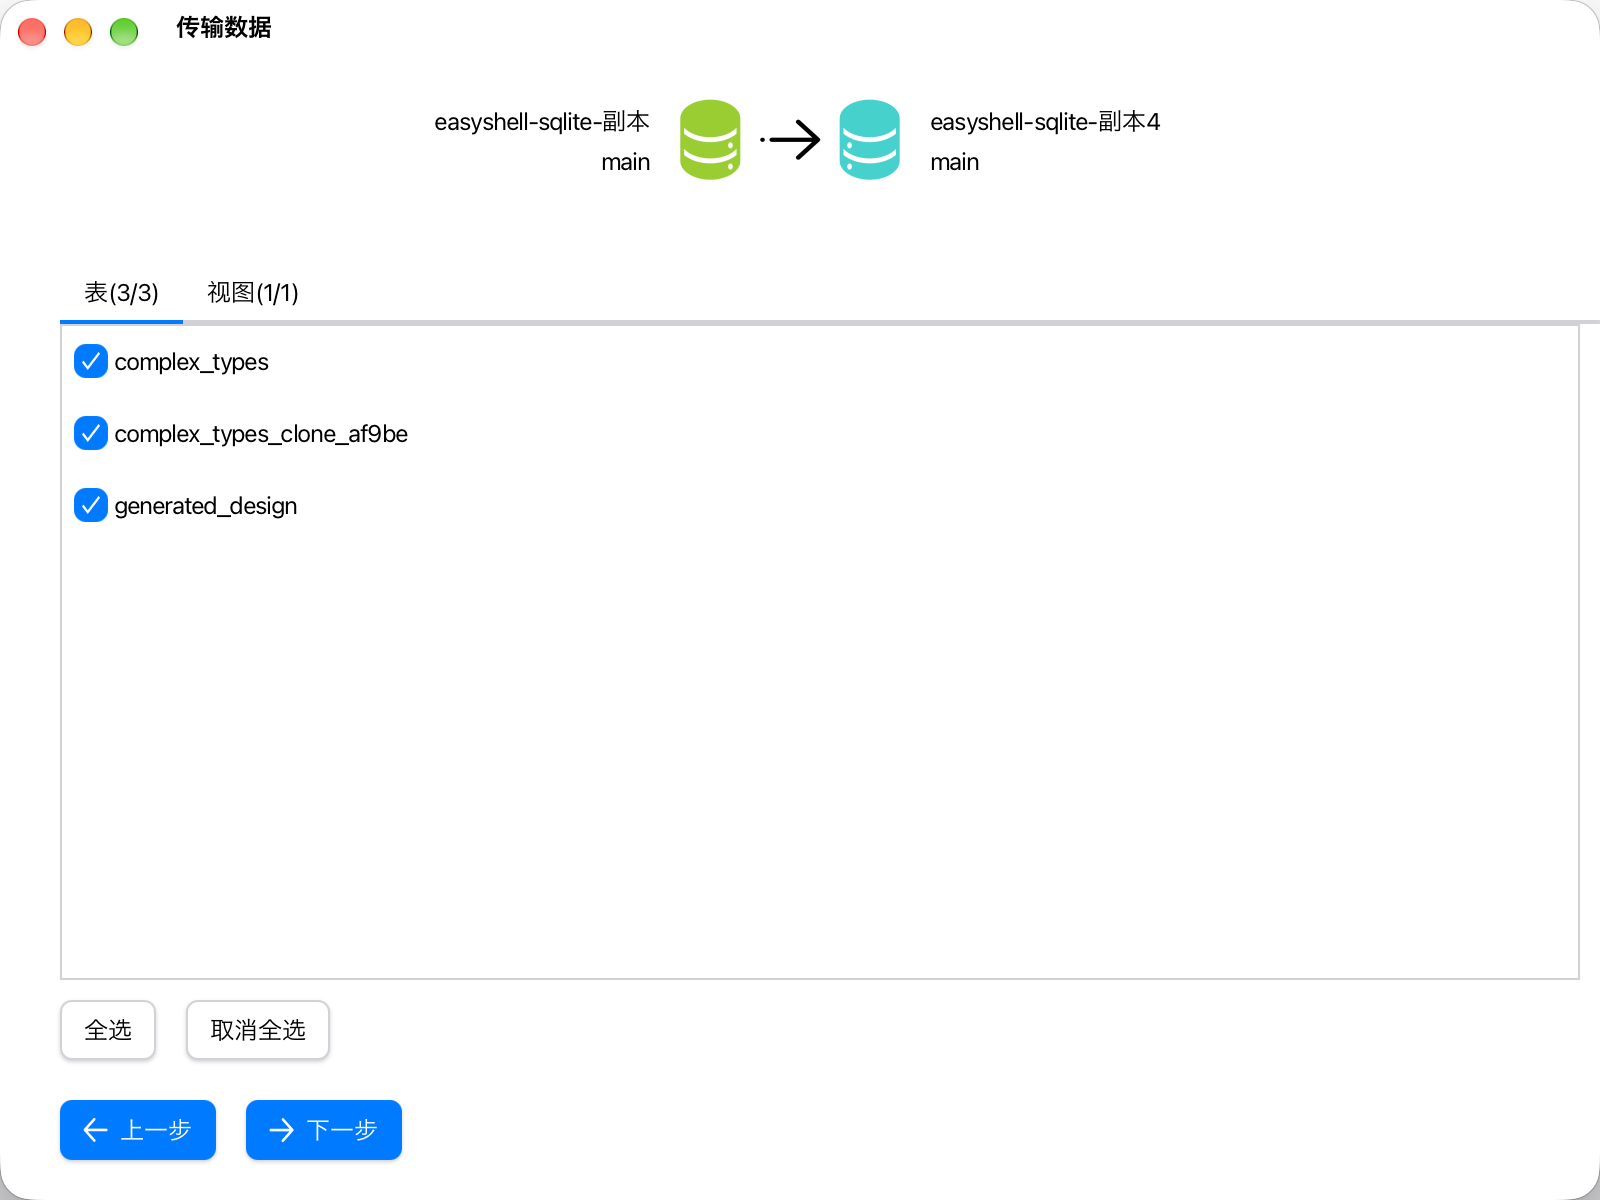 传输数据
easyshell-sqlite-副本
main
easyshell-sqlite-副本4
main
表(3/3) 视图(1/1)
complex_types
complex_types_clone_af9be
generated_design
全选 取消全选
上一步 下一步